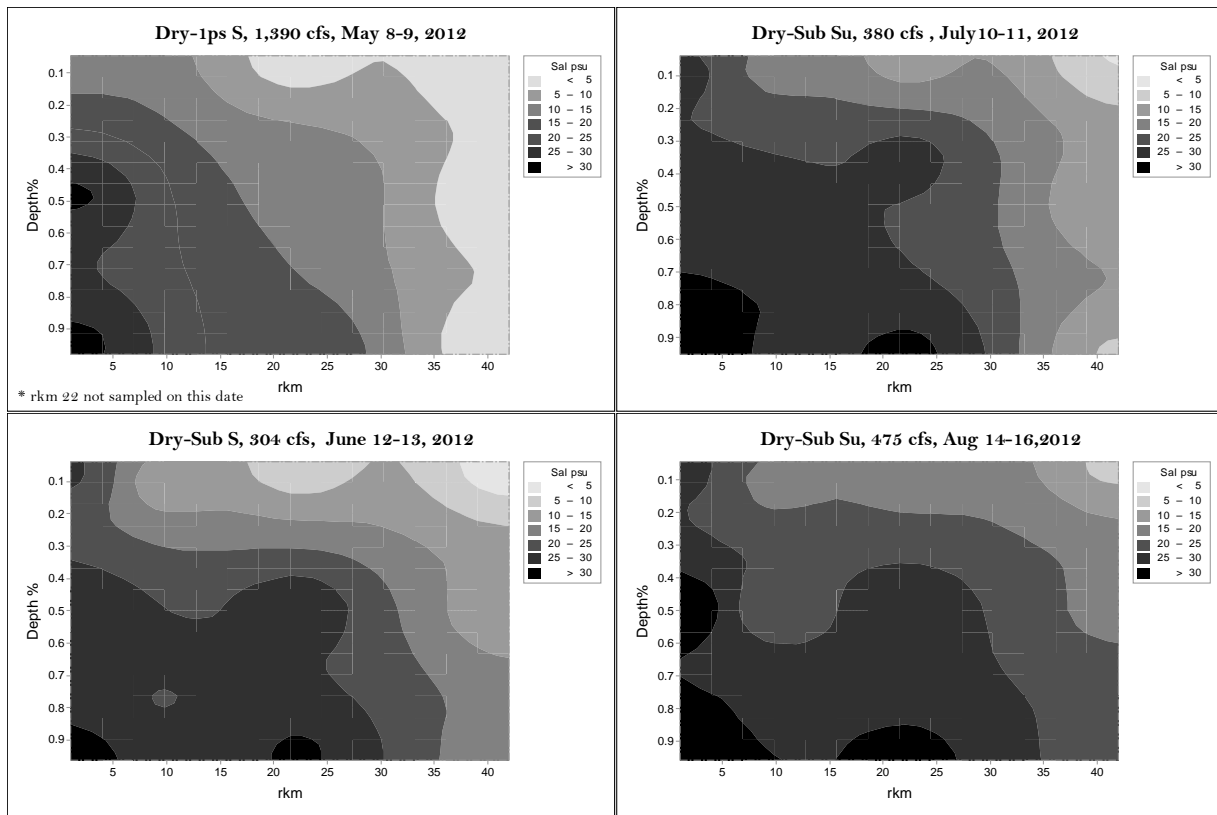 Dry-1ps S, 1,390 cfs, May 8-9, 2012
Sal psu
< 5
5 – 10
10 – 15
15 – 20
20 – 25
25 – 30
> 30
Depth%
0.1
0.2
0.3
0.4
0.5
0.6
0.7
0.8
0.9
5 10 15 20 25 30 35 40
rkm
* rkm 22 not sampled on this date
Dry-Sub Su, 380 cfs , July10-11, 2012
Sal psu
< 5
5 – 10
10 – 15
15 – 20
20 – 25
25 – 30
> 30
Depth%
0.1
0.2
0.3
0.4
0.5
0.6
0.7
0.8
0.9
5 10 15 20 25 30 35 40
rkm
Dry-Sub S, 304 cfs, June 12-13, 2012
Sal psu
< 5
5 – 10
10 – 15
15 – 20
20 – 25
25 – 30
> 30
Depth %
0.1
0.2
0.3
0.4
0.5
0.6
0.7
0.8
0.9
5 10 15 20 25 30 35 40
rkm
Dry-Sub Su, 475 cfs, Aug 14-16,2012
Sal psu
< 5
5 – 10
10 – 15
15 – 20
20 – 25
25 – 30
> 30
Depth%
0.1
0.2
0.3
0.4
0.5
0.6
0.7
0.8
0.9
5 10 15 20 25 30 35 40
rkm